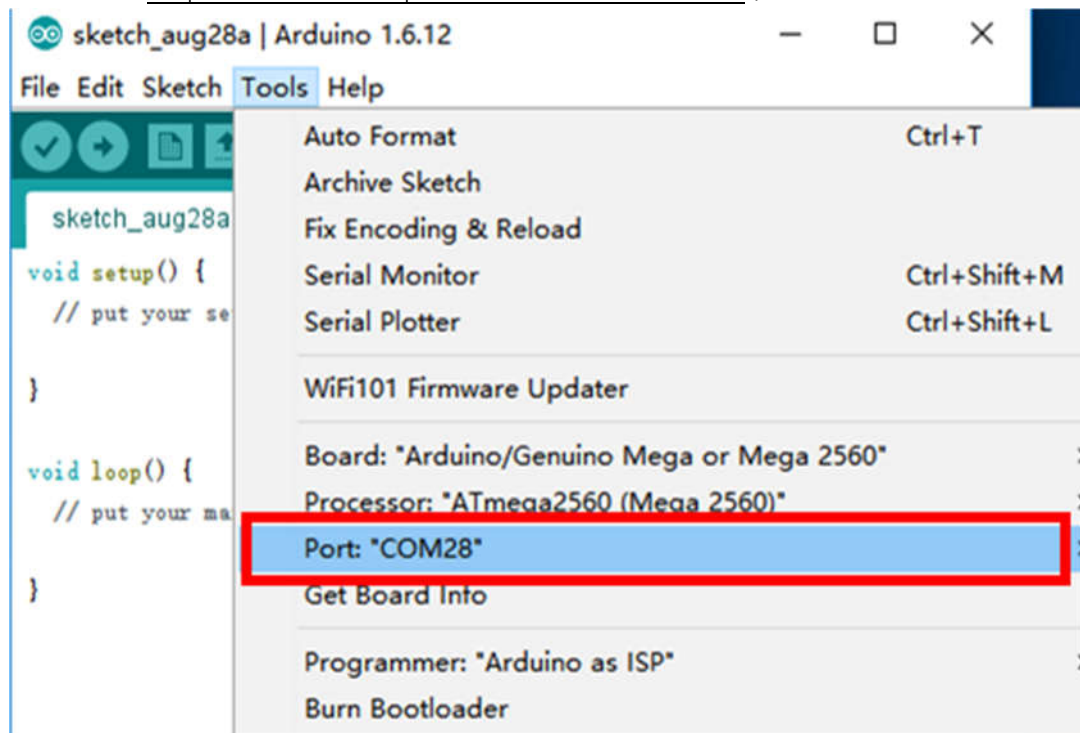 sketch_aug28a | Arduino 1.6.12
File Edit Sketch Tools Help
Auto Format Ctrl+T
Archive Sketch
sketch_aug28a
Fix Encoding & Reload
void setup() {
Serial Monitor Ctrl+Shift+M
// put your se
Serial Plotter Ctrl+Shift+L
}
WiFi101 Firmware Updater
Board: "Arduino/Genuino Mega or Mega 2560"
void loop() {
Processor: "ATmega2560 (Mega 2560)"
// put your ma
Port: "COM28"
}
Get Board Info
Programmer: "Arduino as ISP"
Burn Bootloader